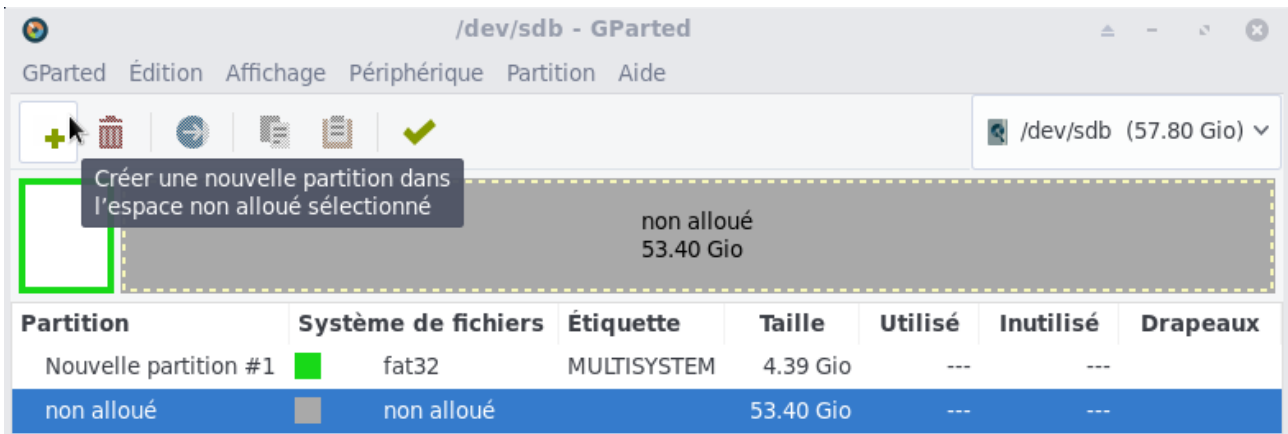 /dev/sdb - GParted
GParted Édition Affichage Périphérique Partition Aide
/dev/sdb (57.80 Gio)
Créer une nouvelle partition dans
l’espace non alloué sélectionné
non alloué
53.40 Gio
Partition Système de fichiers Étiquette Taille Utilisé Inutilisé Drapeaux
Nouvelle partition #1 fat32 MULTISYSTEM 4.39 Gio --- ---
non alloué non alloué 53.40 Gio --- ---